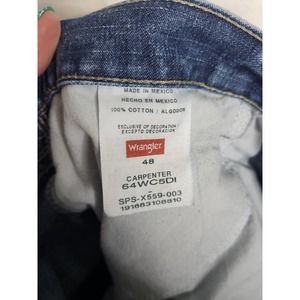 MADE IN MEXICO
HECHO EN MEXICO
100% COTTON / ALGODON
EXCLUSIVE OF DECORATION /
EXCEPTO DECORACION
Wrangler
48
CARPENTER
64WC5DI
-
SPS-X559-003
191683106810